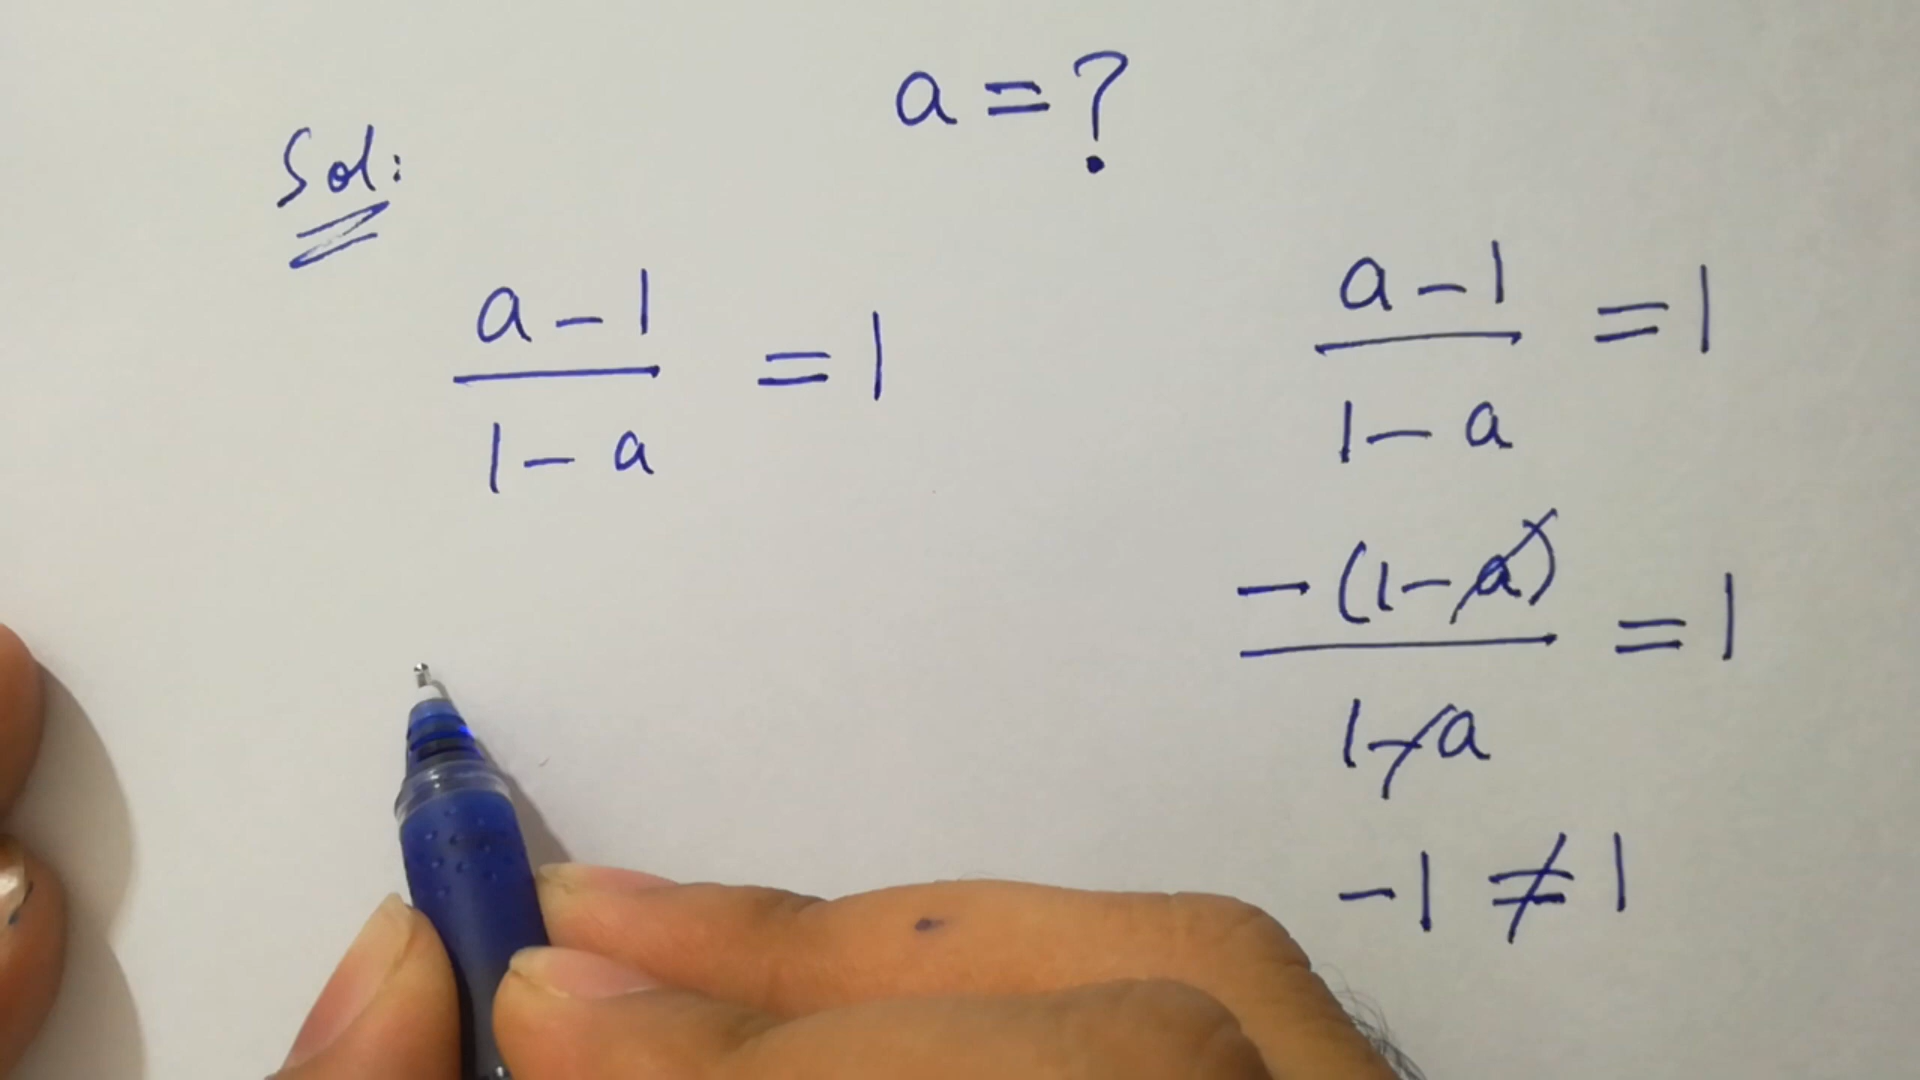 a = ?
Sol:
a - 1
= 1
1 - a
a - 1
= 1
1 - a
- (1 - a)
= 1
1 - a
-1 ≠ 1